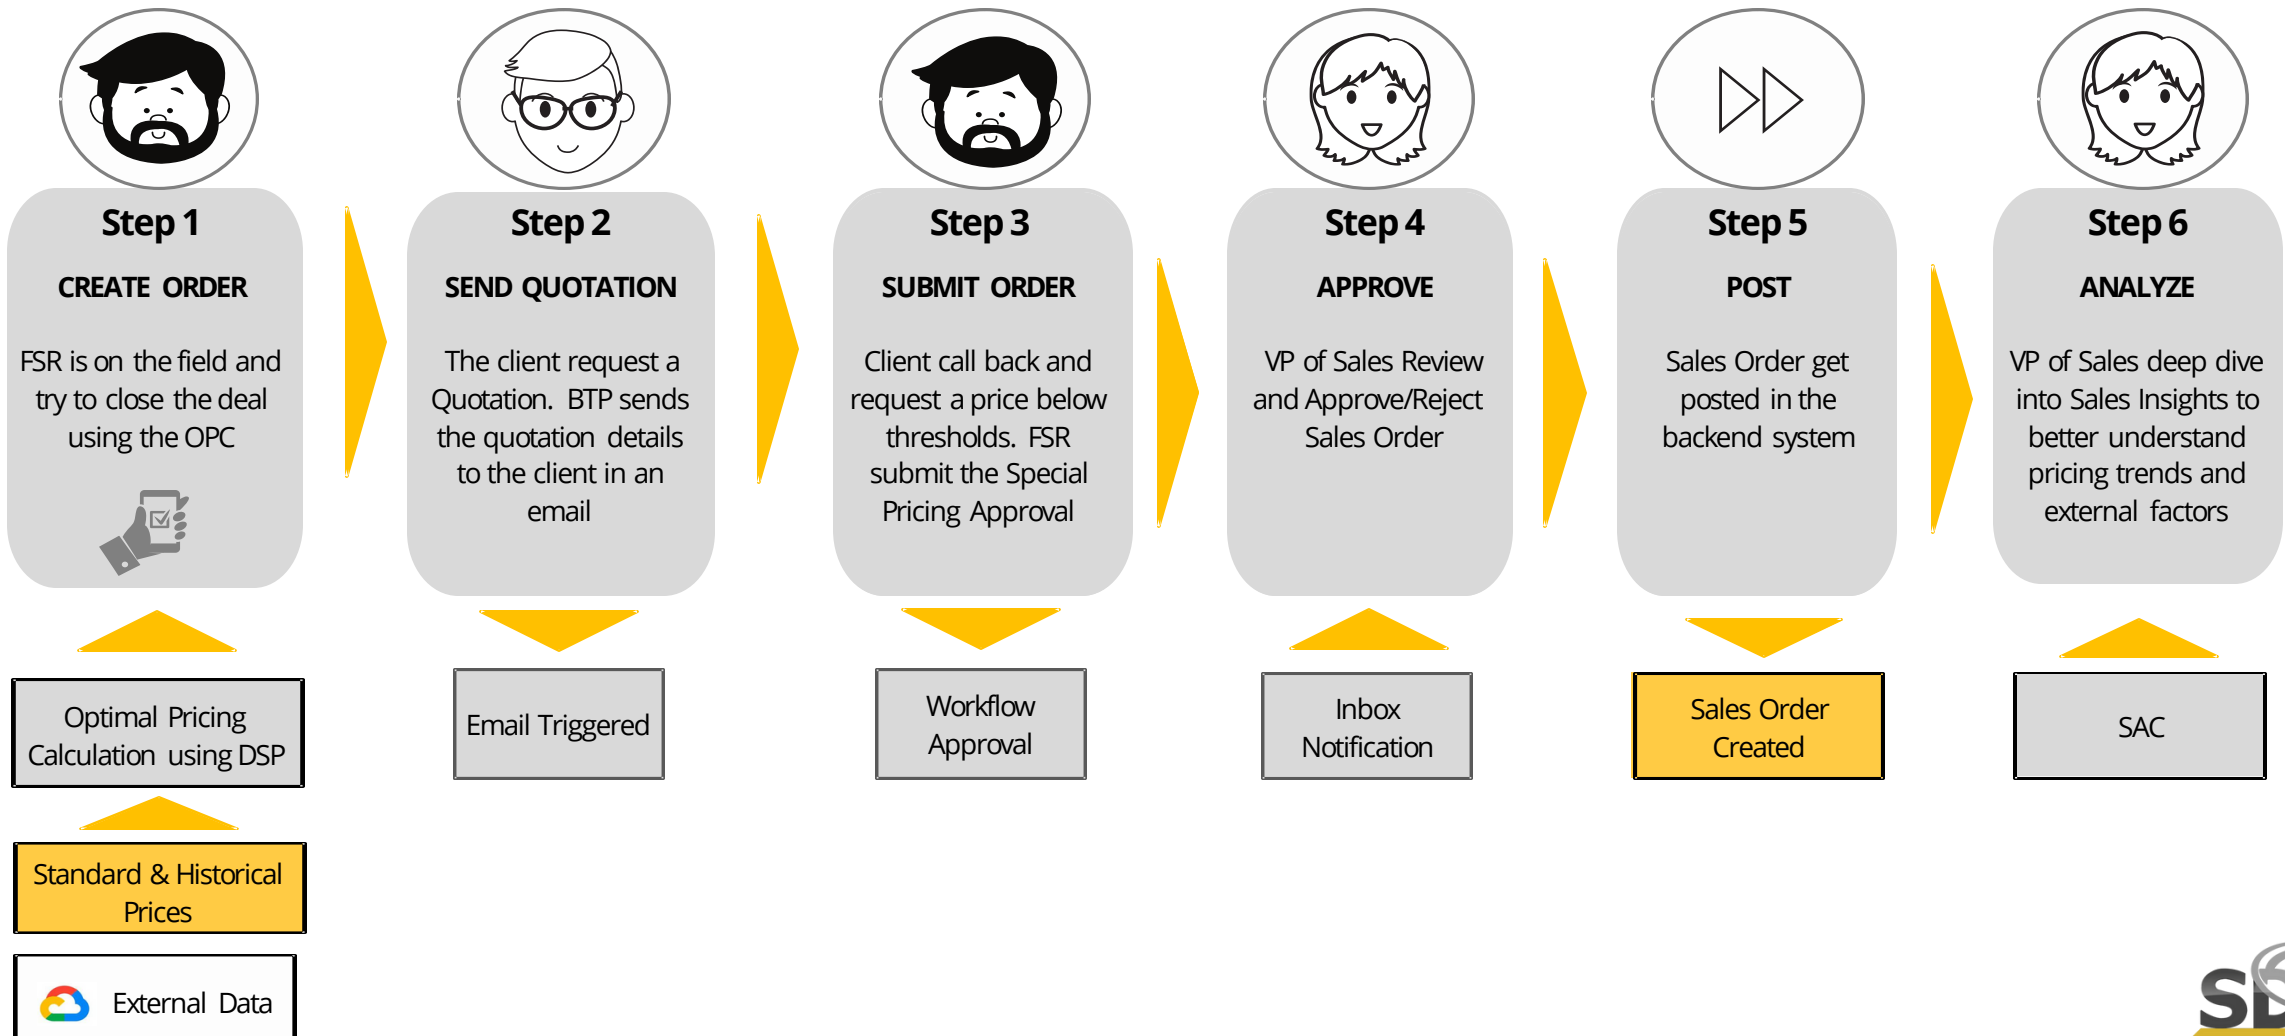 Step 1
CREATE ORDER
FSR is on the field and
try to close the deal
using the OPC
Step 2
SEND QUOTATION
The client request a
Quotation. BTP sends
the quotation details
to the client in an
email
Step 3
SUBMIT ORDER
Client call back and
request a price below
thresholds. FSR
submit the Special
Pricing Approval
Step 4
APPROVE
VP of Sales Review
and Approve/Reject
Sales Order
Step 5
POST
Sales Order get
posted in the
backend system
Step 6
ANALYZE
VP of Sales deep dive
into Sales Insights to
better understand
pricing trends and
external factors
Optimal Pricing
Calculation using DSP
Email Triggered
Workflow
Approval
Inbox
Notification
Sales Order
Created
SAC
Standard & Historical
Prices
External Data